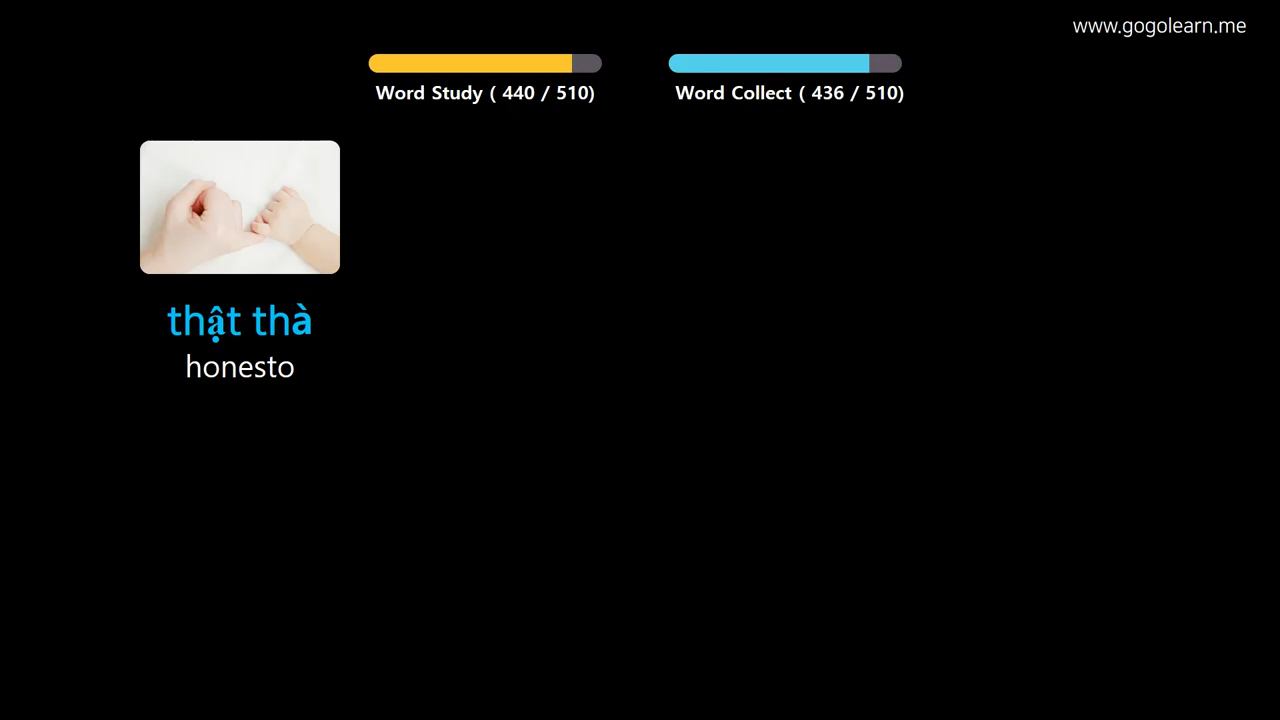 www.gogolearn.me
Word Study ( 440 / 510)
Word Collect ( 436 / 510)
thật thà
honesto